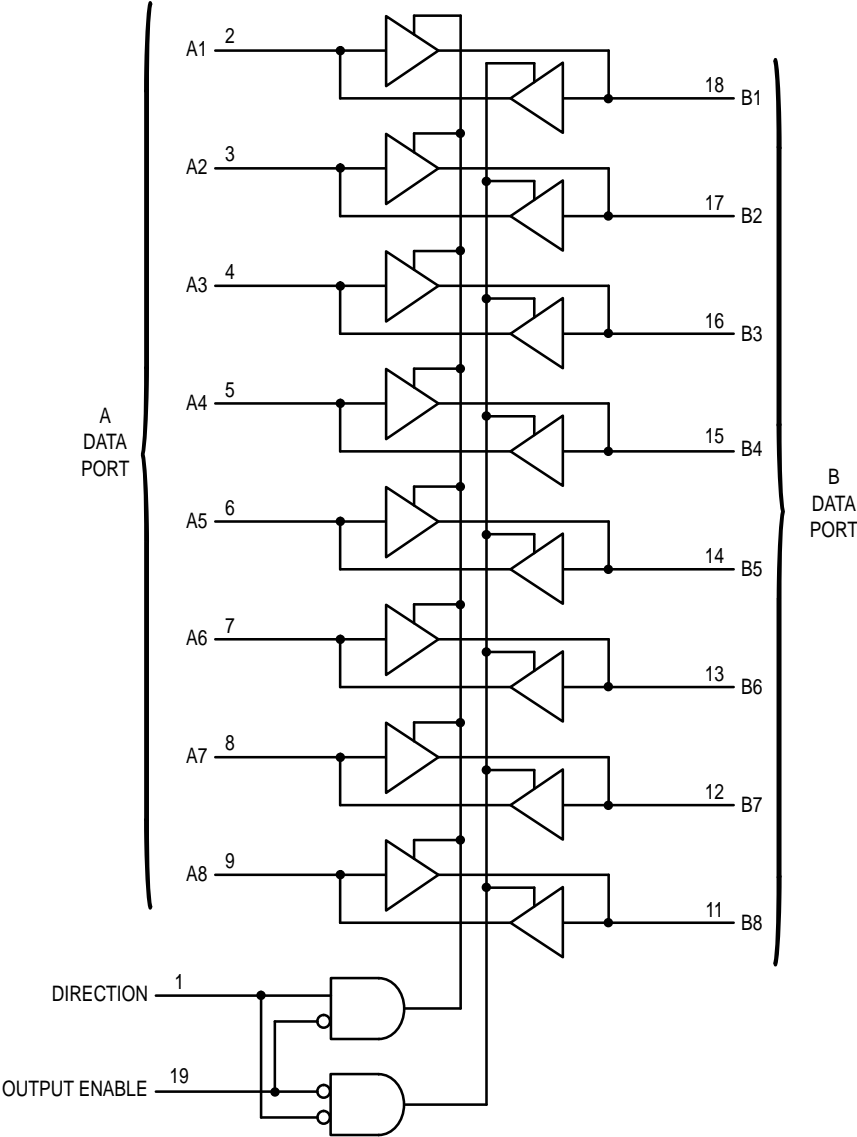 A1 2
18 B1
A2 3
17 B2
A3 4
16 B3
A4 5
15 B4
A
DATA
PORT
B
DATA
PORT
A5 6
14 B5
A6 7
13 B6
A7 8
12 B7
A8 9
11 B8
DIRECTION 1
OUTPUT ENABLE 19